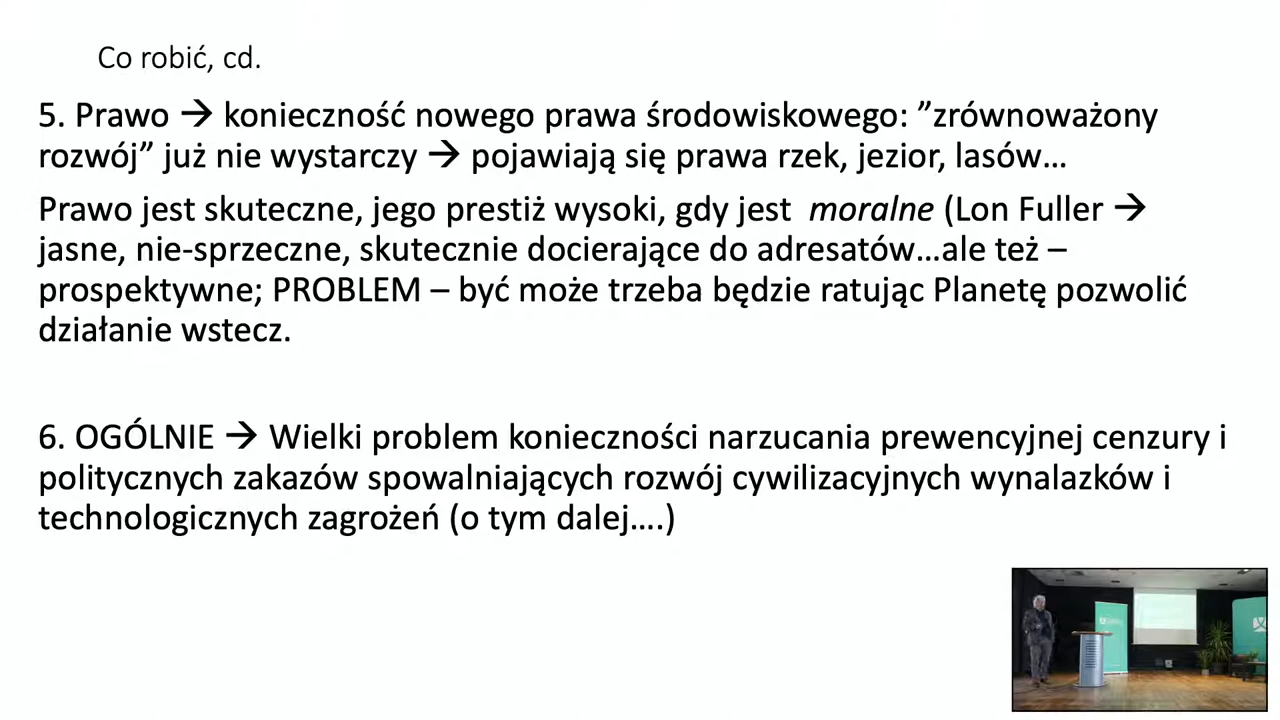 Co robić, cd.
5. Prawo → konieczność nowego prawa środowiskowego: ”zrównoważony
rozwój” już nie wystarczy → pojawiają się prawa rzek, jezior, lasów…
Prawo jest skuteczne, jego prestiż wysoki, gdy jest moralne (Lon Fuller →
jasne, nie-sprzeczne, skutecznie docierające do adresatów…ale też –
prospektywne; PROBLEM – być może trzeba będzie ratując Planetę pozwolić
działanie wstecz.
6. OGÓLNIE → Wielki problem konieczności narzucania prewencyjnej cenzury i
politycznych zakazów spowalniających rozwój cywilizacyjnych wynalazków i
technologicznych zagrożeń (o tym dalej….)